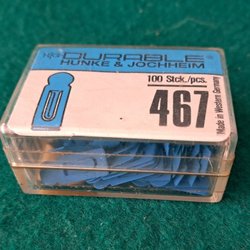 DURABLE
HUNKE & JOCHHEIM
100 Stck./pcs.
467
Made in Western Germany